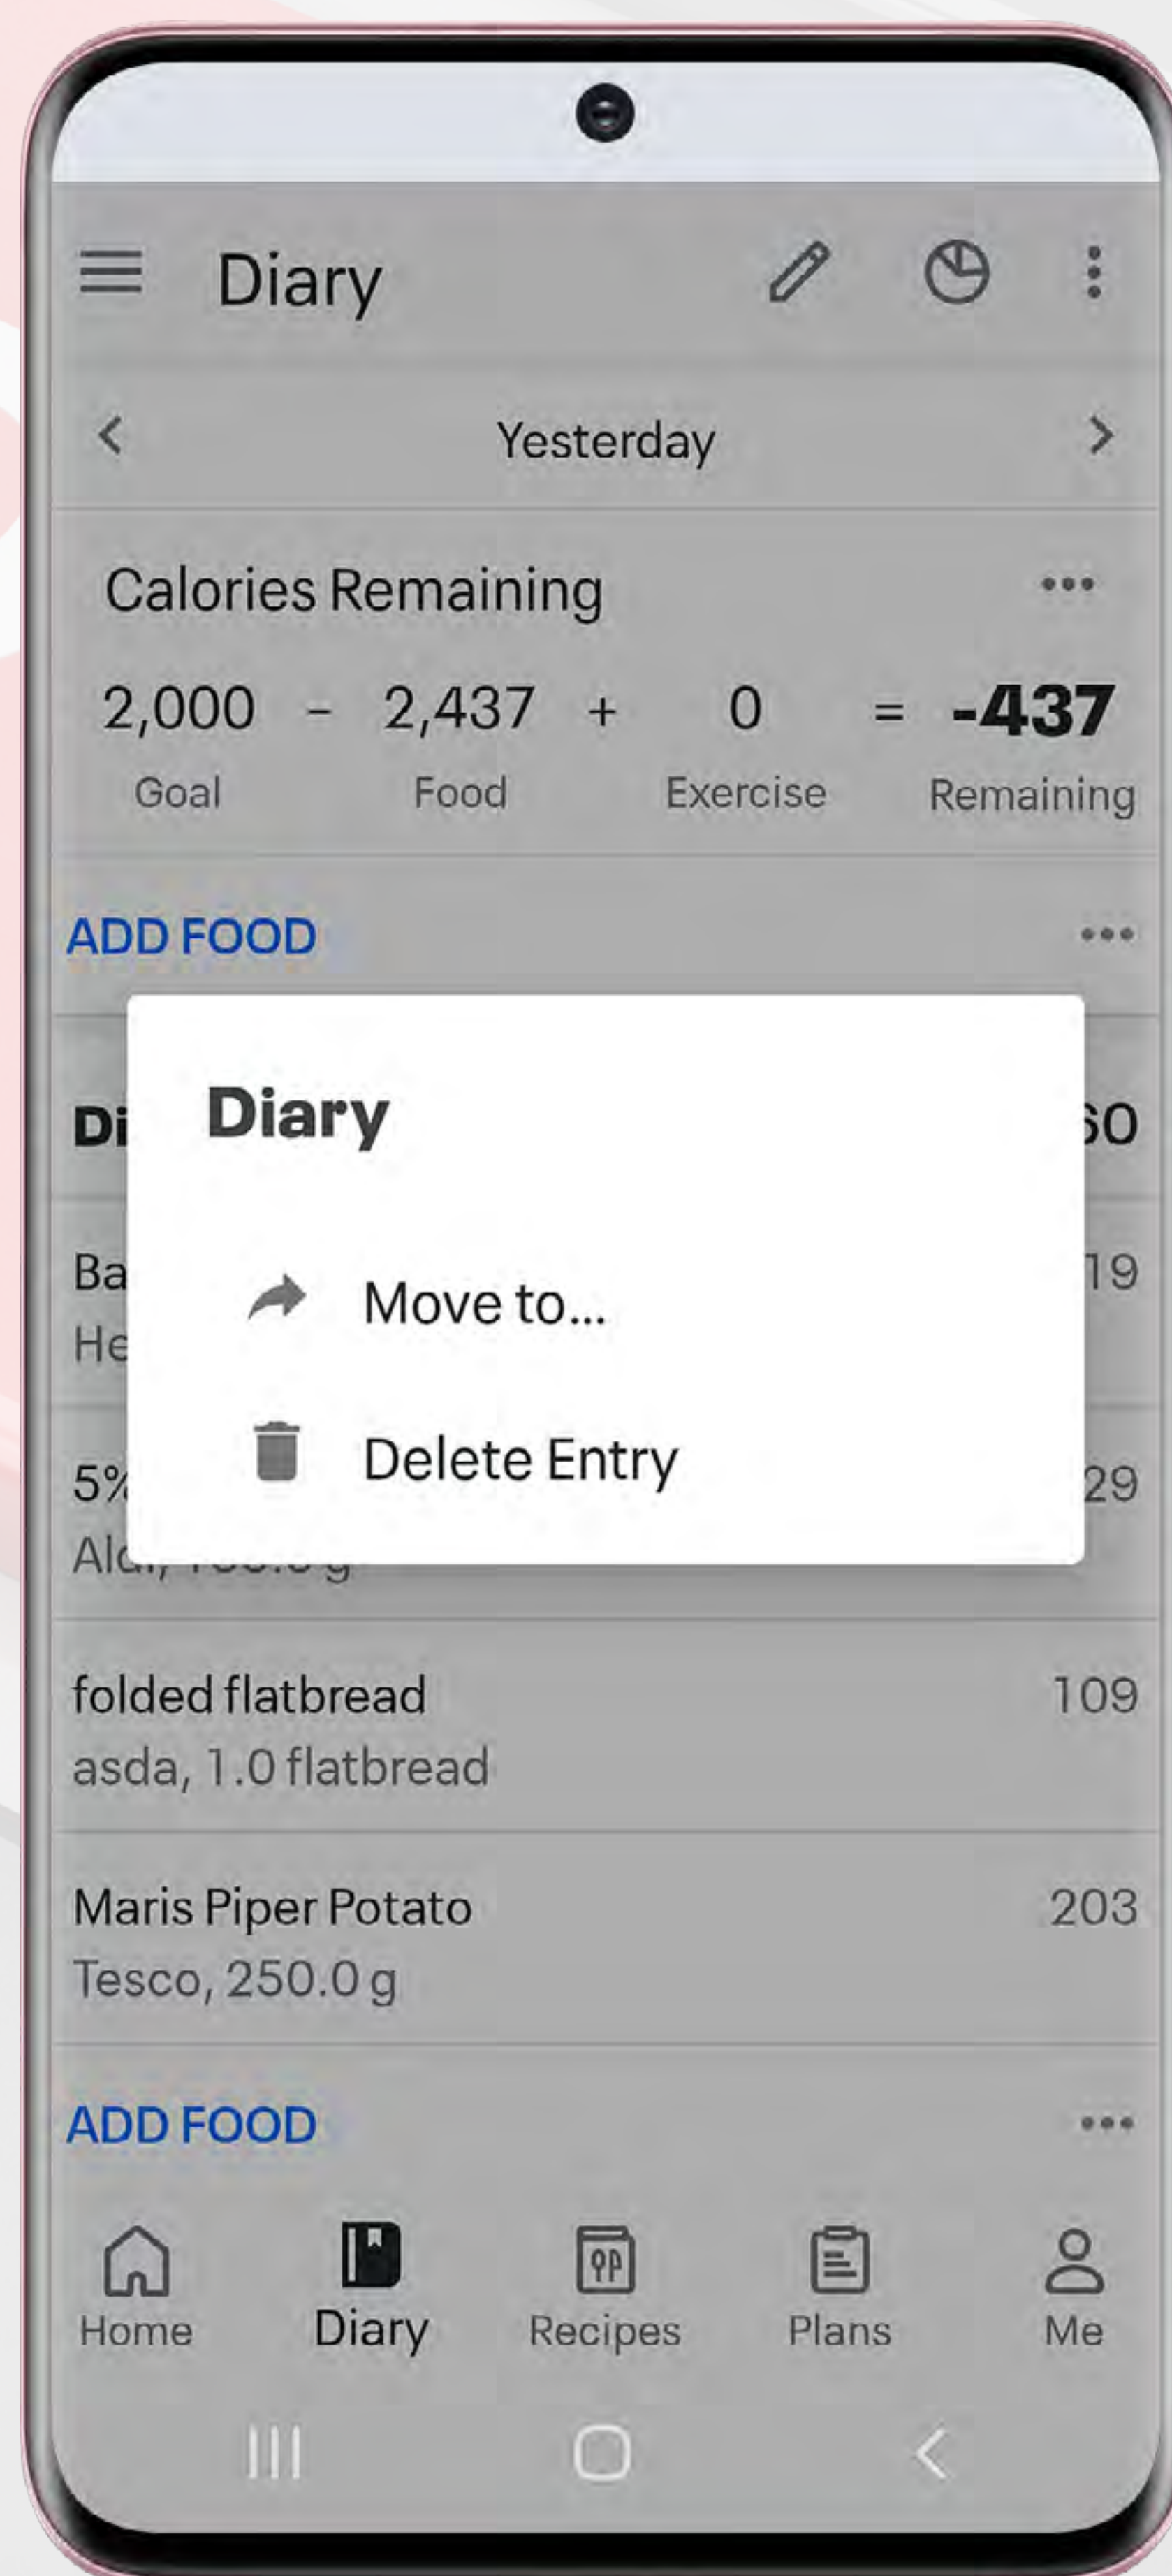 Diary
Yesterday
Calories Remaining
2,000 - 2,437 + 0 = -437
Goal Food Exercise Remaining
ADD FOOD
Diary
Move to...
19
Delete Entry
29
folded flatbread 109
asda, 1.0 flatbread
Maris Piper Potato 203
Tesco, 250.0 g
ADD FOOD
Home Diary Recipes Plans Me